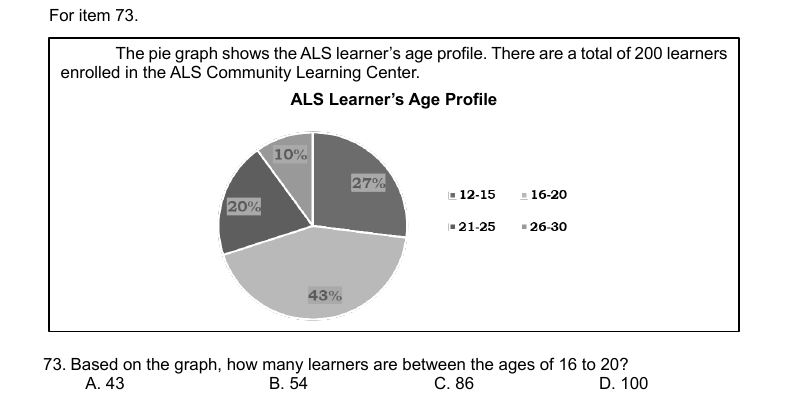 For item 73.
The pie graph shows the ALS learner's age profile. There are a total of 200 learners
enrolled in the ALS Community Learning Center.
ALS Learner's Age Profile
10%
27%
20%
43%
12-15 16-20
21-25 26-30
73. Based on the graph, how many learners are between the ages of 16 to 20?
A. 43 B. 54 C. 86 D. 100